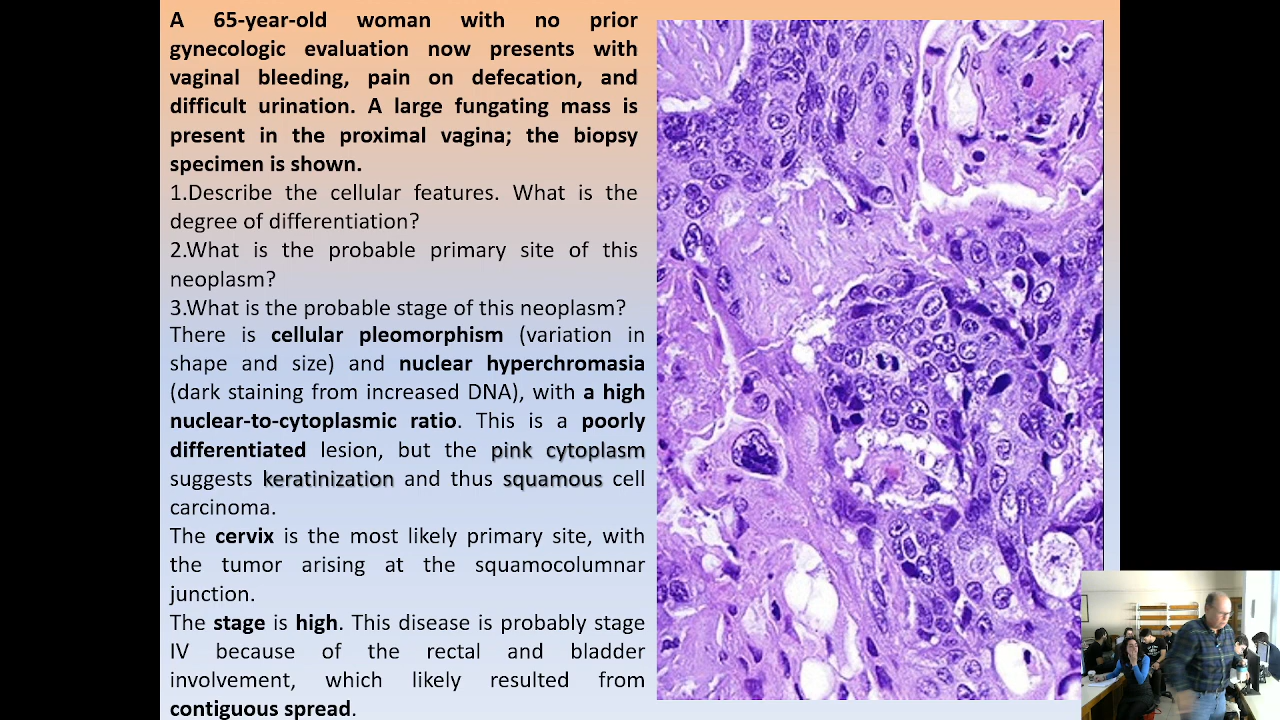 A 65-year-old woman with no prior
gynecologic evaluation now presents with
vaginal bleeding, pain on defecation, and
difficult urination. A large fungating mass is
present in the proximal vagina; the biopsy
specimen is shown.
1.Describe the cellular features. What is the
degree of differentiation?
2.What is the probable primary site of this
neoplasm?
3.What is the probable stage of this neoplasm?
There is cellular pleomorphism (variation in
shape and size) and nuclear hyperchromasia
(dark staining from increased DNA), with a high
nuclear-to-cytoplasmic ratio. This is a poorly
differentiated lesion, but the pink cytoplasm
suggests keratinization and thus squamous cell
carcinoma.
The cervix is the most likely primary site, with
the tumor arising at the squamocolumnar
junction.
The stage is high. This disease is probably stage
IV because of the rectal and bladder
involvement, which likely resulted from
contiguous spread.